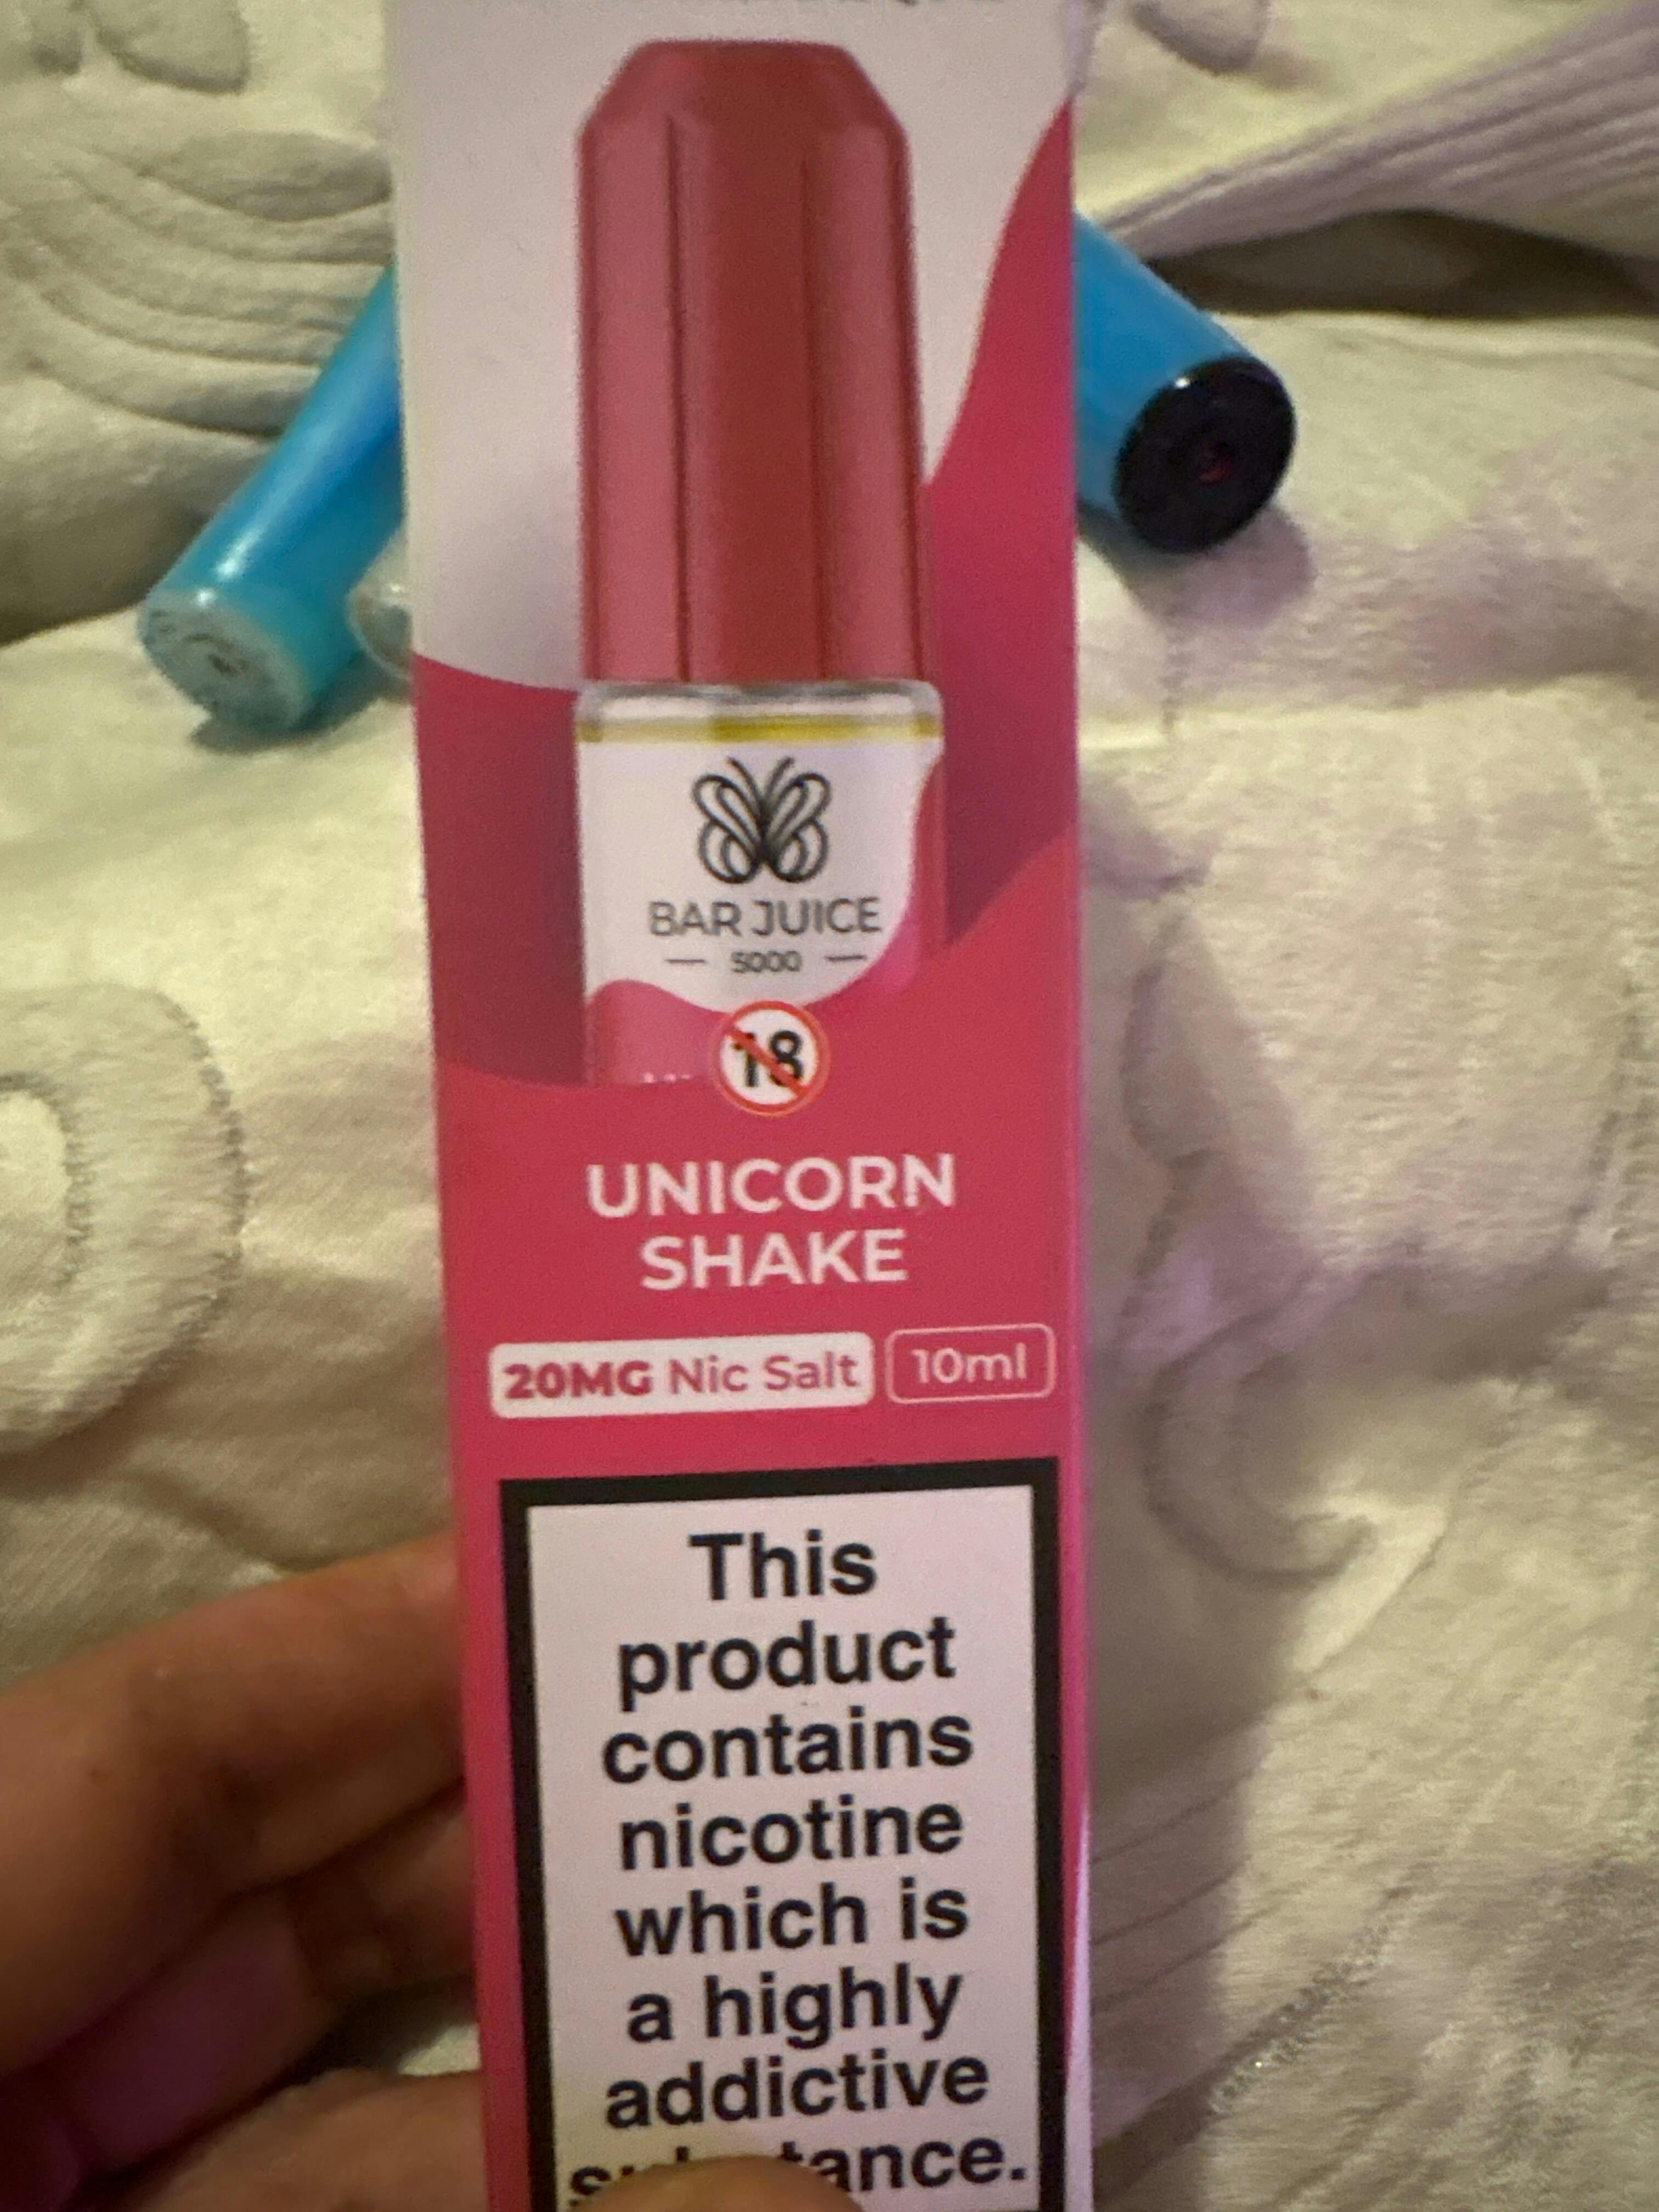 BAR JUICE
5000
18
UNICORN
SHAKE
20MG Nic Salt 10ml
This
product
contains
nicotine
which is
a highly
addictive